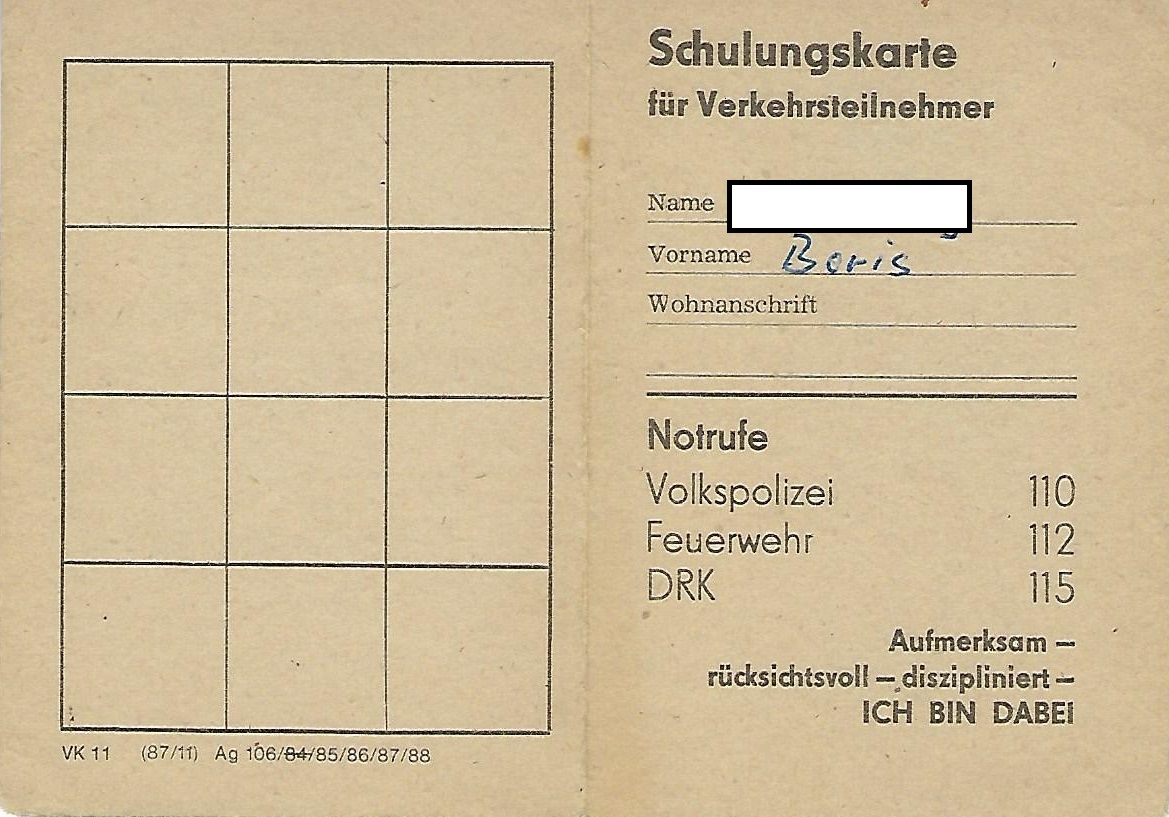 Schulungskarte
für Verkehrsteilnehmer
Name
Vorname Boris
Wohnanschrift
Notrufe
Volkspolizei 110
Feuerwehr 112
DRK 115
Aufmerksam –
rücksichtsvoll – diszipliniert –
ICH BIN DABEI
VK 11 (87/11) Ag 106/84/85/86/87/88